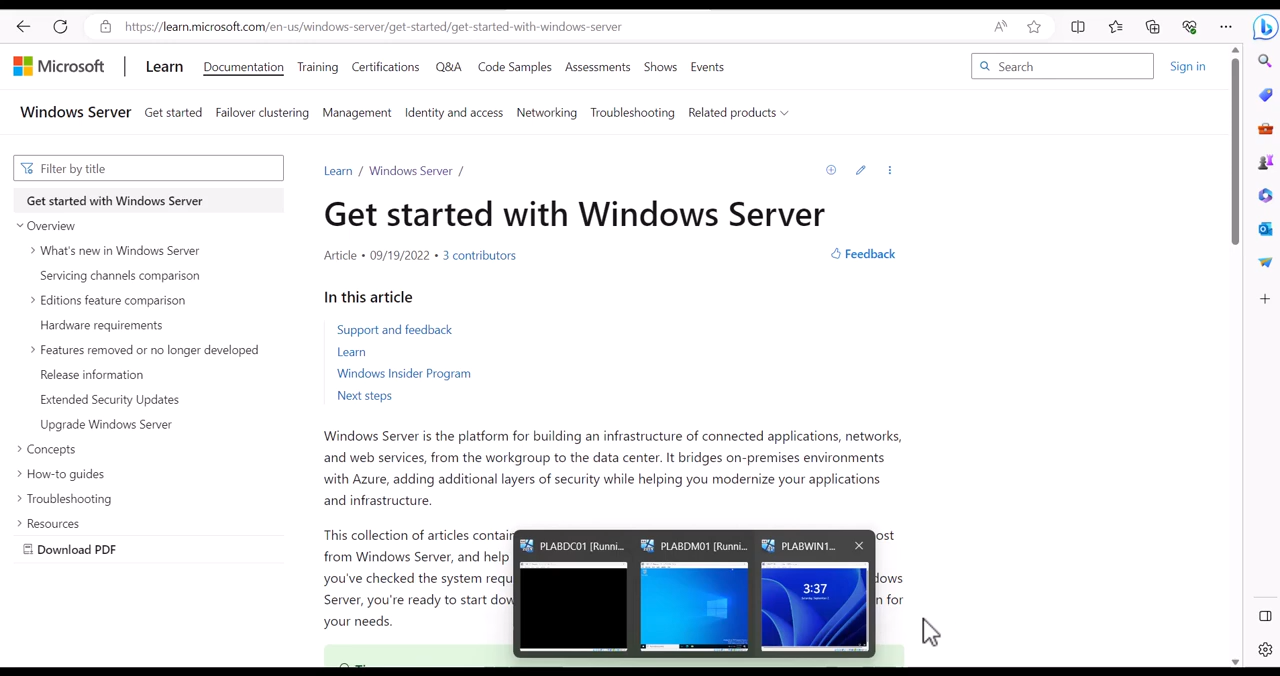 https://learn.microsoft.com/en-us/windows-server/get-started/get-started-with-windows-server
Microsoft
Learn
Documentation
Training
Certifications
Q&A
Code Samples
Assessments
Shows
Events
Search
Sign in
Windows Server
Get started
Failover clustering
Management
Identity and access
Networking
Troubleshooting
Related products
Filter by title
Get started with Windows Server
Overview
What's new in Windows Server
Servicing channels comparison
Editions feature comparison
Hardware requirements
Features removed or no longer developed
Release information
Extended Security Updates
Upgrade Windows Server
Concepts
How-to guides
Troubleshooting
Resources
Download PDF
Learn / Windows Server /
Get started with Windows Server
Article • 09/19/2022 • 3 contributors
Feedback
In this article
Support and feedback
Learn
Windows Insider Program
Next steps
Windows Server is the platform for building an infrastructure of connected applications, networks,
and web services, from the workgroup to the data center. It bridges on-premises environments
with Azure, adding additional layers of security while helping you modernize your applications
and infrastructure.
This collection of articles
from Windows Server, and help
you've checked the system
Server, you're ready to start
for
your needs.
PLABDC01 [Runni...
PLABDM01 [Runni...
PLABWIN1...
3:37